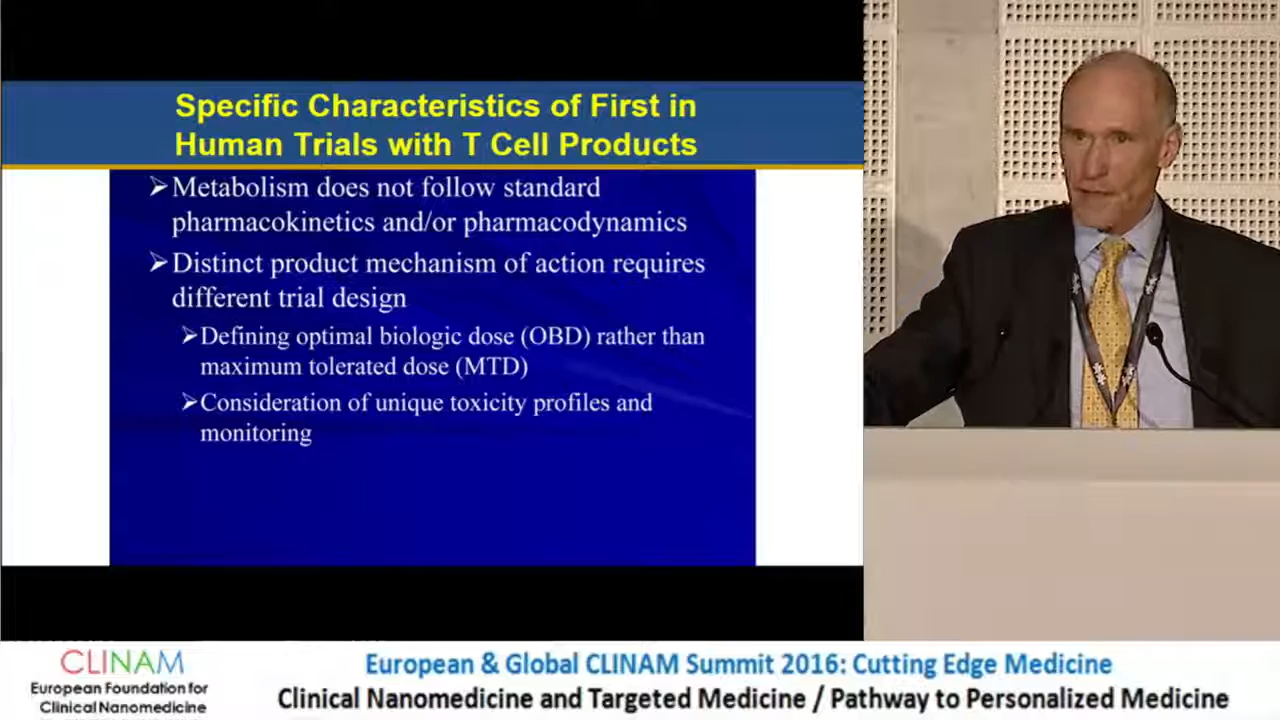 Specific Characteristics of First in
Human Trials with T Cell Products
➢Metabolism does not follow standard
pharmacokinetics and/or pharmacodynamics
➢Distinct product mechanism of action requires
different trial design
➢Defining optimal biologic dose (OBD) rather than
maximum tolerated dose (MTD)
➢Consideration of unique toxicity profiles and
monitoring
CLINAM
European Foundation for
Clinical Nanomedicine
European & Global CLINAM Summit 2016: Cutting Edge Medicine
Clinical Nanomedicine and Targeted Medicine / Pathway to Personalized Medicine